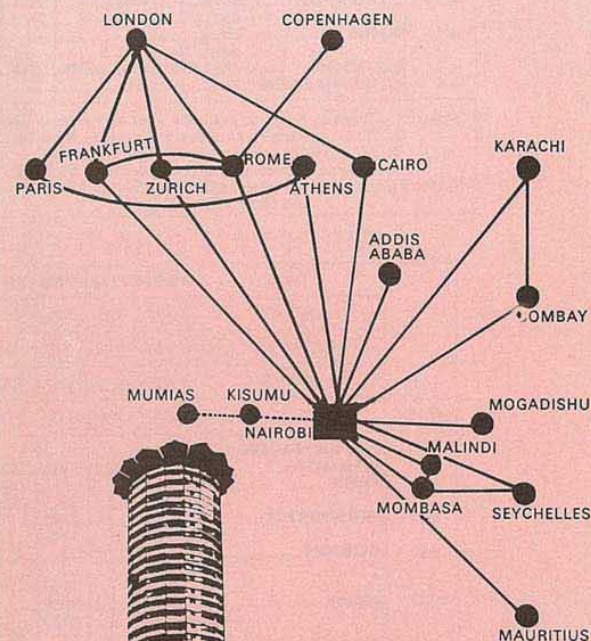 LONDON
COPENHAGEN
FRANKFURT
ROME
KARACHI
PARIS
ZURICH
ATHENS
CAIRO
ADDIS
ABABA
BOMBAY
MUMIAS
KISUMU
MOGADISHU
NAIROBI
MALINDI
MOMBASA
SEYCHELLES
MAURITIUS